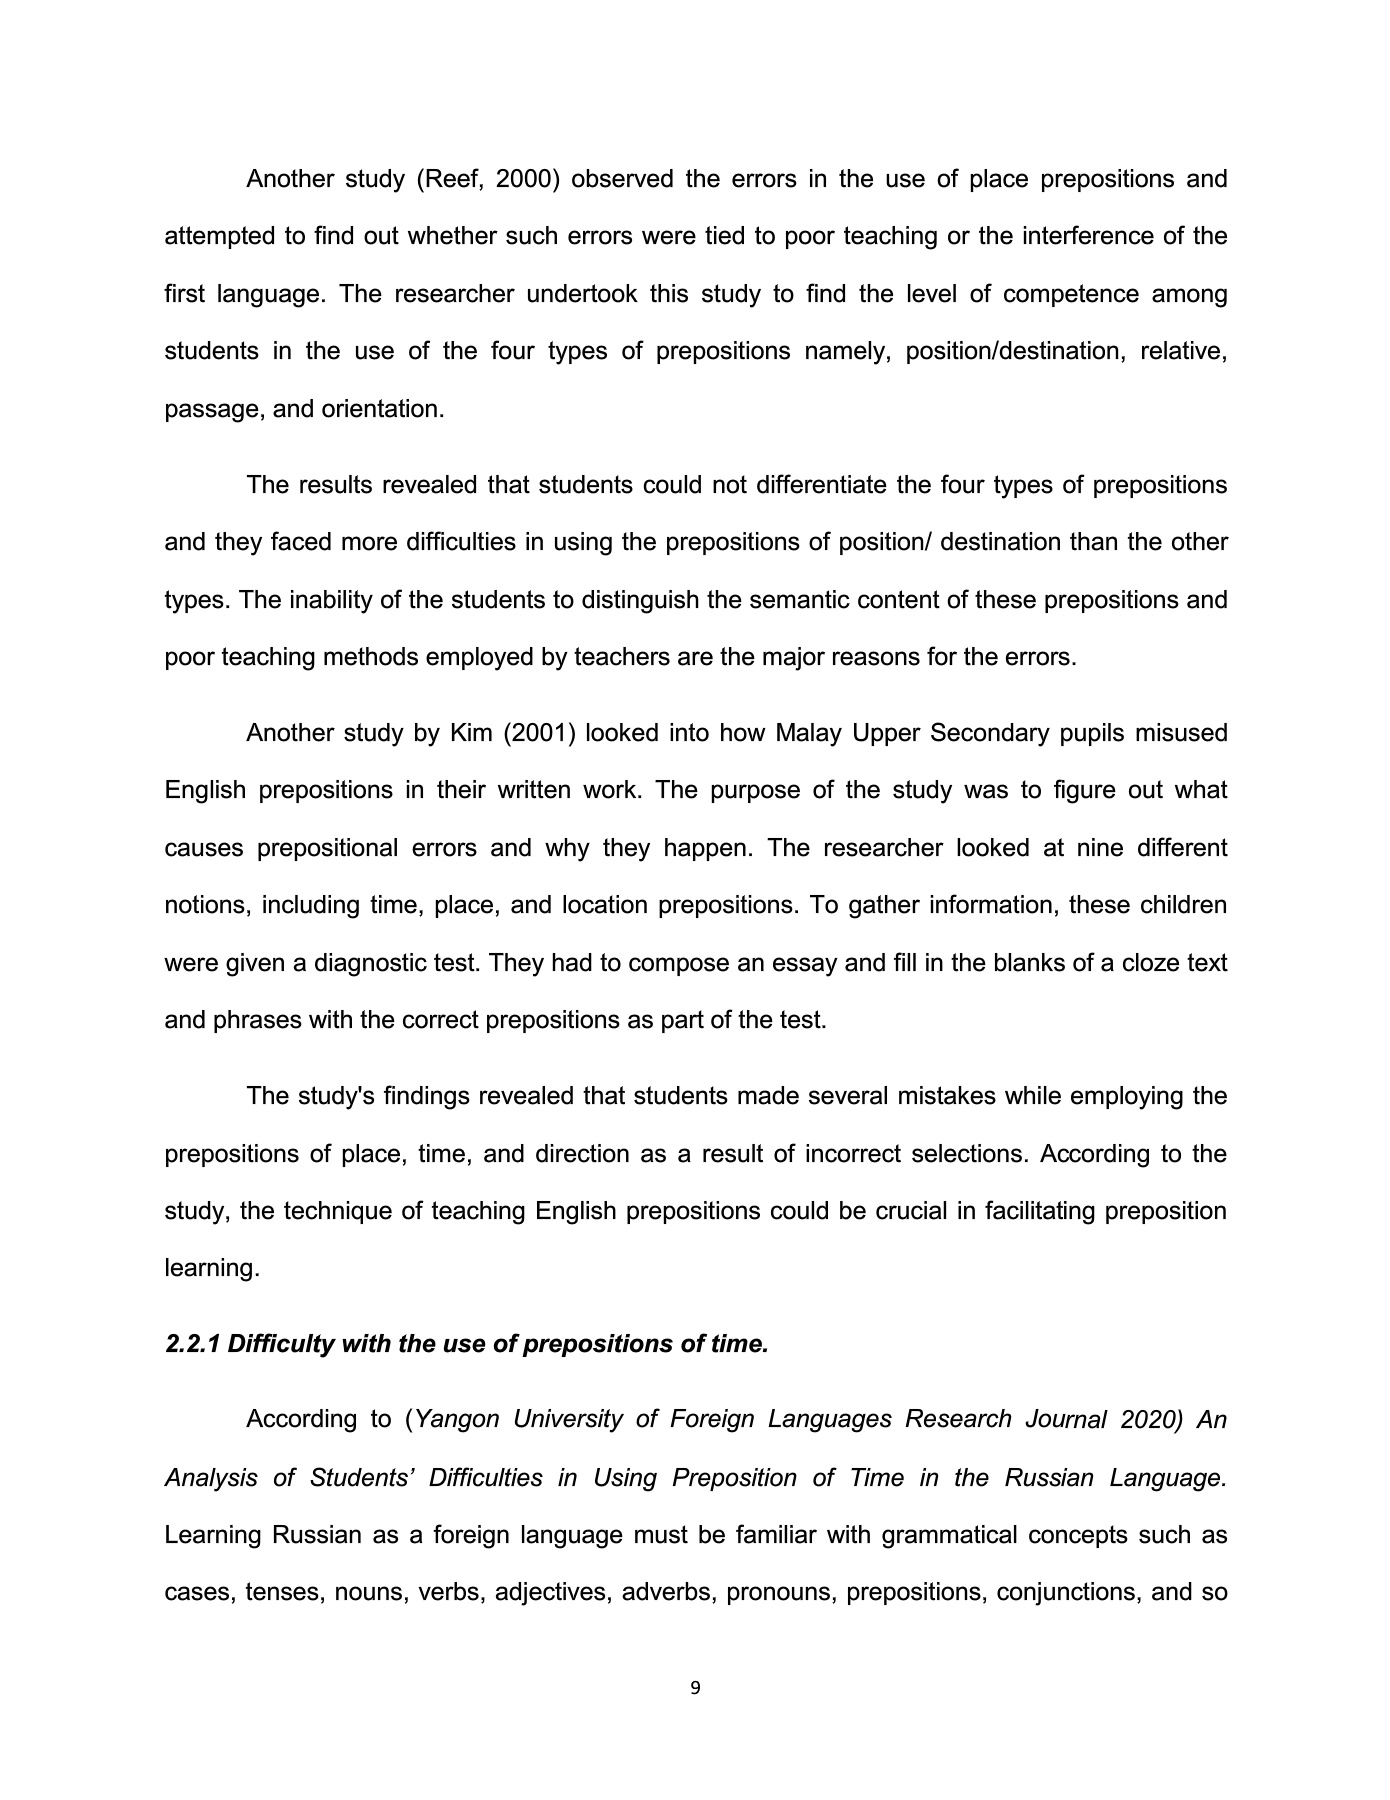 Another study (Reef, 2000) observed the errors in the use of place prepositions and
attempted to find out whether such errors were tied to poor teaching or the interference of the
first language. The researcher undertook this study to find the level of competence among
students in the use of the four types of prepositions namely, position/destination, relative,
passage, and orientation.
The results revealed that students could not differentiate the four types of prepositions
and they faced more difficulties in using the prepositions of position/ destination than the other
types. The inability of the students to distinguish the semantic content of these prepositions and
poor teaching methods employed by teachers are the major reasons for the errors.
Another study by Kim (2001) looked into how Malay Upper Secondary pupils misused
English prepositions in their written work. The purpose of the study was to figure out what
causes prepositional errors and why they happen. The researcher looked at nine different
notions, including time, place, and location prepositions. To gather information, these children
were given a diagnostic test. They had to compose an essay and fill in the blanks of a cloze text
and phrases with the correct prepositions as part of the test.
The study's findings revealed that students made several mistakes while employing the
prepositions of place, time, and direction as a result of incorrect selections. According to the
study, the technique of teaching English prepositions could be crucial in facilitating preposition
learning.
2.2.1 Difficulty with the use of prepositions of time.
According to (Yangon University of Foreign Languages Research Journal 2020) An
Analysis of Students’ Difficulties in Using Preposition of Time in the Russian Language.
Learning Russian as a foreign language must be familiar with grammatical concepts such as
cases, tenses, nouns, verbs, adjectives, adverbs, pronouns, prepositions, conjunctions, and so
9